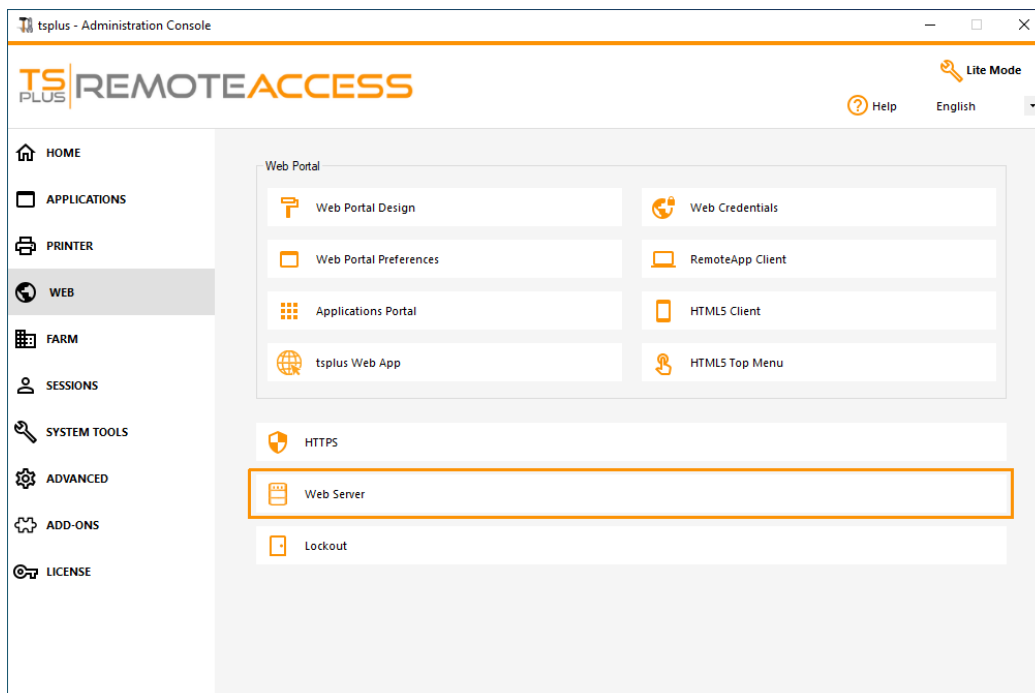 tsplus - Administration Console
TS PLUS REMOTEACCESS
Lite Mode
Help
English
HOME
APPLICATIONS
PRINTER
WEB
FARM
SESSIONS
SYSTEM TOOLS
ADVANCED
ADD-ONS
LICENSE
Web Portal
Web Portal Design
Web Credentials
Web Portal Preferences
RemoteApp Client
Applications Portal
HTML5 Client
tsplus Web App
HTML5 Top Menu
HTTPS
Web Server
Lockout